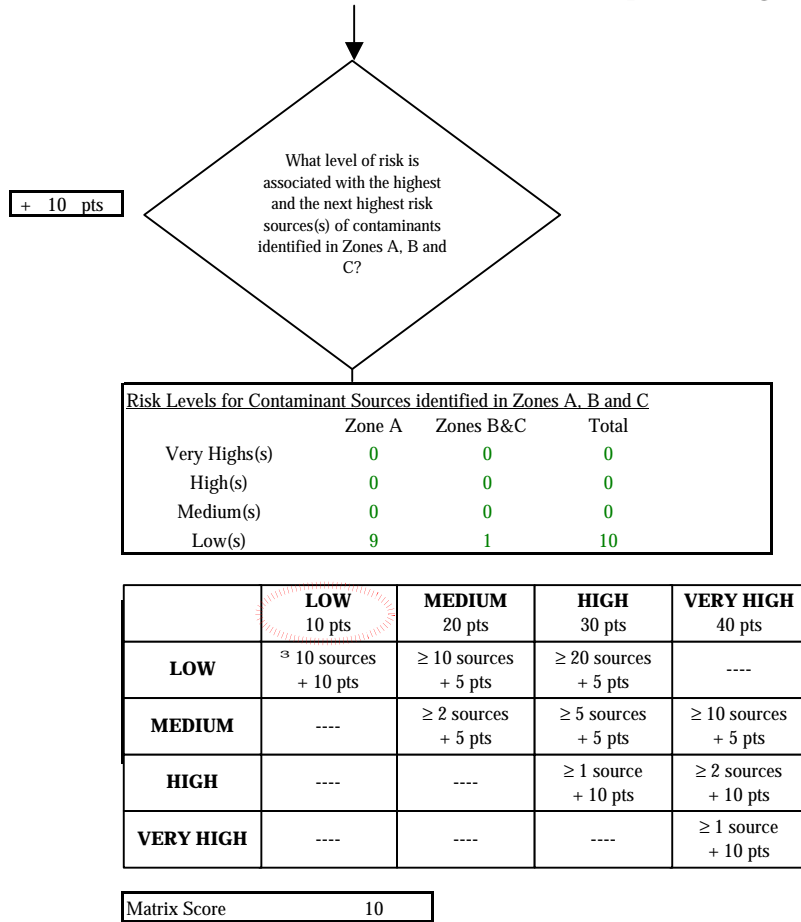 What level of risk is
associated with the highest
and the next highest risk
sources(s) of contaminants
identified in Zones A, B and
C?
+ 10 pts
Risk Levels for Contaminant Sources identified in Zones A, B and C
Zone A Zones B&C Total
Very Highs(s) 0 0 0
High(s) 0 0 0
Medium(s) 0 0 0
Low(s) 9 1 10
LOW MEDIUM HIGH VERY HIGH
10 pts 20 pts 30 pts 40 pts
LOW ³ 10 sources ≥ 10 sources ≥ 20 sources ----
+ 10 pts + 5 pts + 5 pts
MEDIUM ---- ≥ 2 sources ≥ 5 sources ≥ 10 sources
+ 5 pts + 5 pts + 5 pts
HIGH ---- ---- ≥ 1 source ≥ 2 sources
+ 10 pts + 10 pts
VERY HIGH ---- ---- ---- ≥ 1 source
+ 10 pts
Matrix Score 10